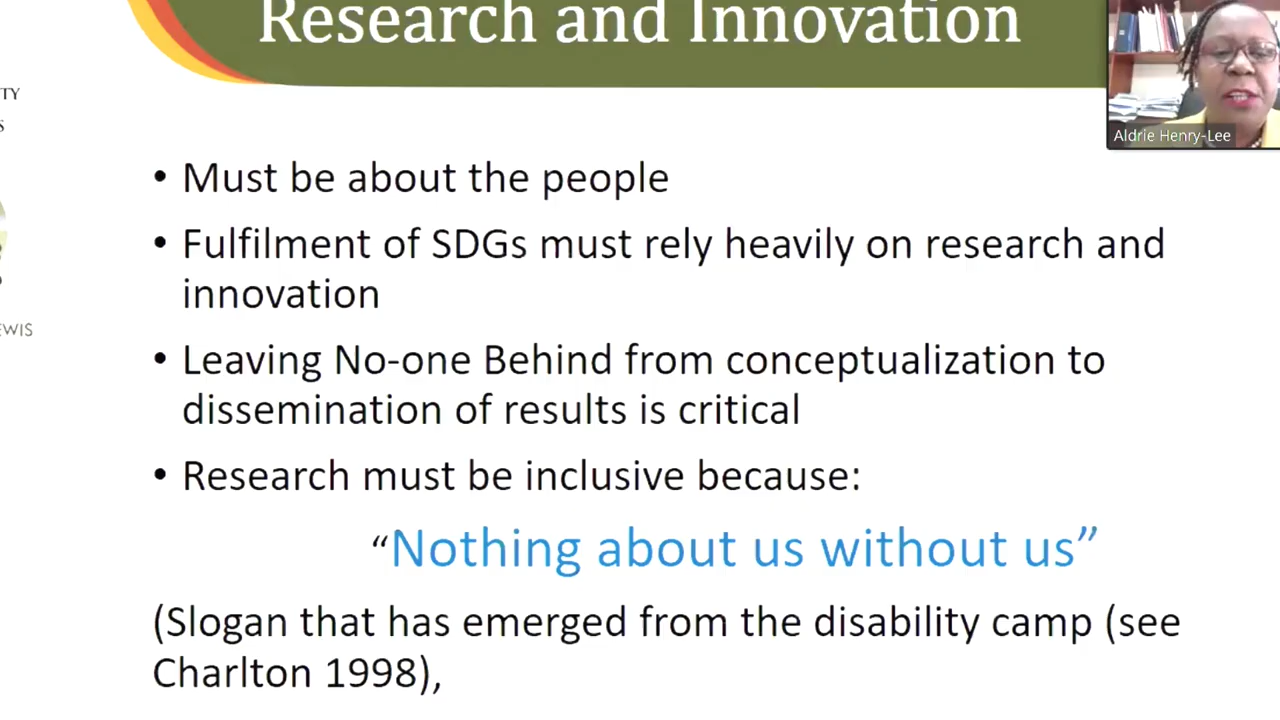 Research and Innovation
Aldrie Henry-Lee
TY
S
EWIS
• Must be about the people
• Fulfilment of SDGs must rely heavily on research and
innovation
• Leaving No-one Behind from conceptualization to
dissemination of results is critical
• Research must be inclusive because:
“Nothing about us without us”
(Slogan that has emerged from the disability camp (see
Charlton 1998),